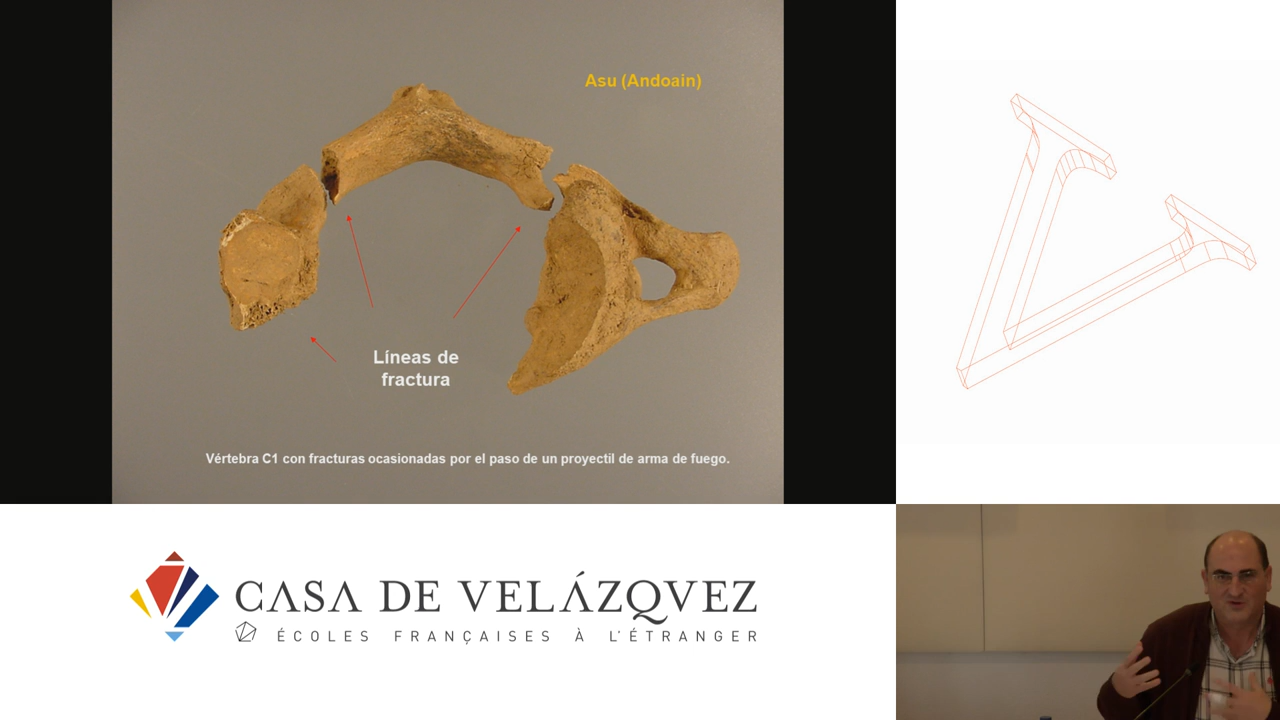 Asu (Andoain)
Líneas de
fractura
Vértebra C1 con fracturas ocasionadas por el paso de un proyectil de arma de fuego.
CASA DE VELÁZQVEZ
ÉCOLES FRANÇAISES À L'ÉTRANGER